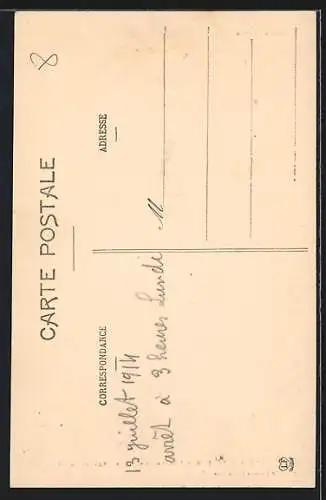 8
CARTE POSTALE
CORRESPONDANCE
ADRESSE
M
13 juillet 1914
arrêt à 3 heures Lundi